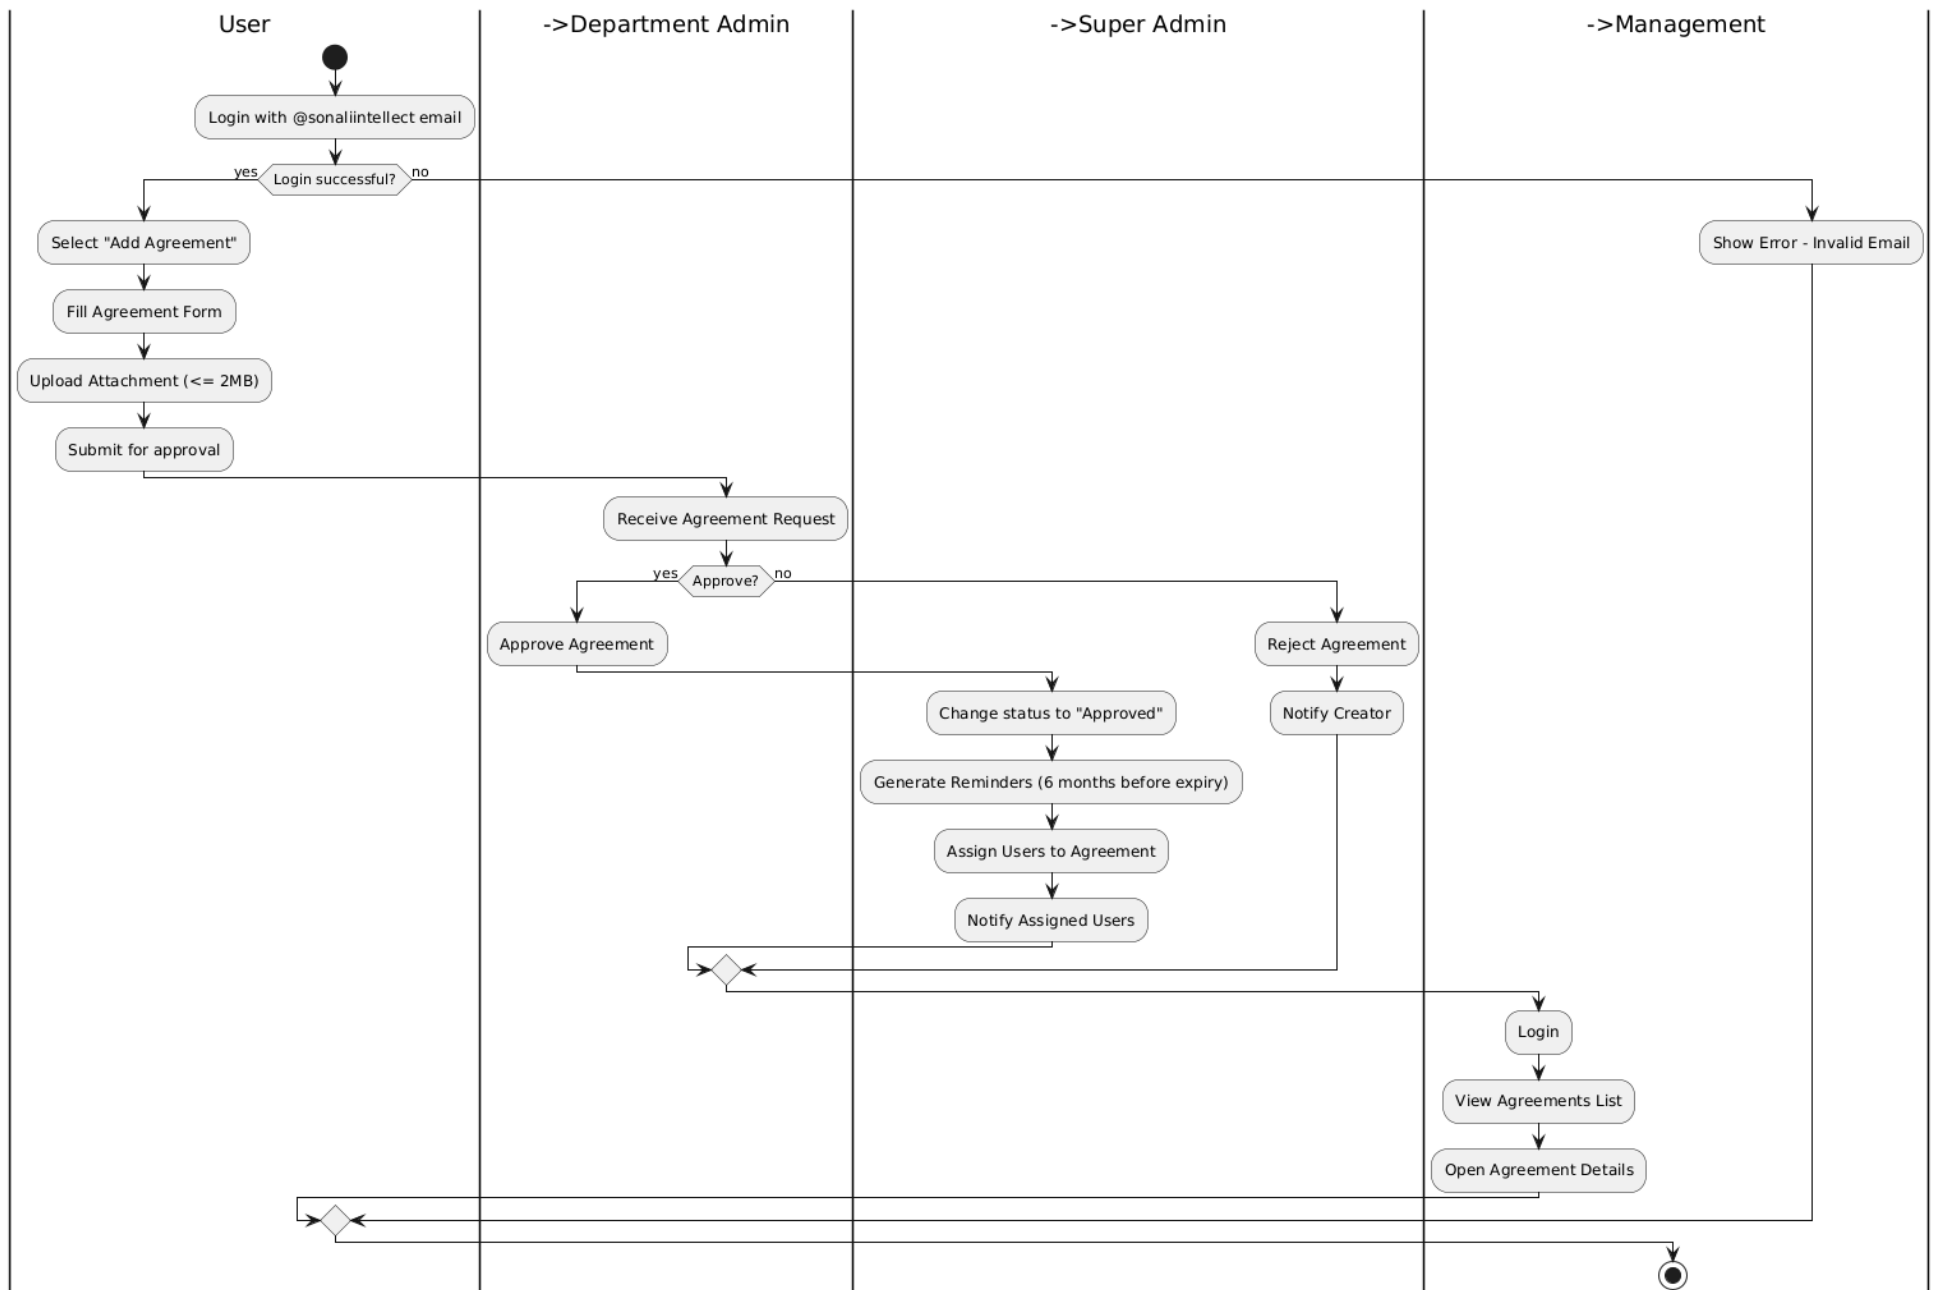 User
->Department Admin
->Super Admin
->Management
Login with @sonaliintellect email
yes
Login successful?
no
Select "Add Agreement"
Show Error - Invalid Email
Fill Agreement Form
Upload Attachment (<= 2MB)
Submit for approval
Receive Agreement Request
yes
Approve?
no
Approve Agreement
Reject Agreement
Change status to "Approved"
Notify Creator
Generate Reminders (6 months before expiry)
Assign Users to Agreement
Notify Assigned Users
Login
View Agreements List
Open Agreement Details